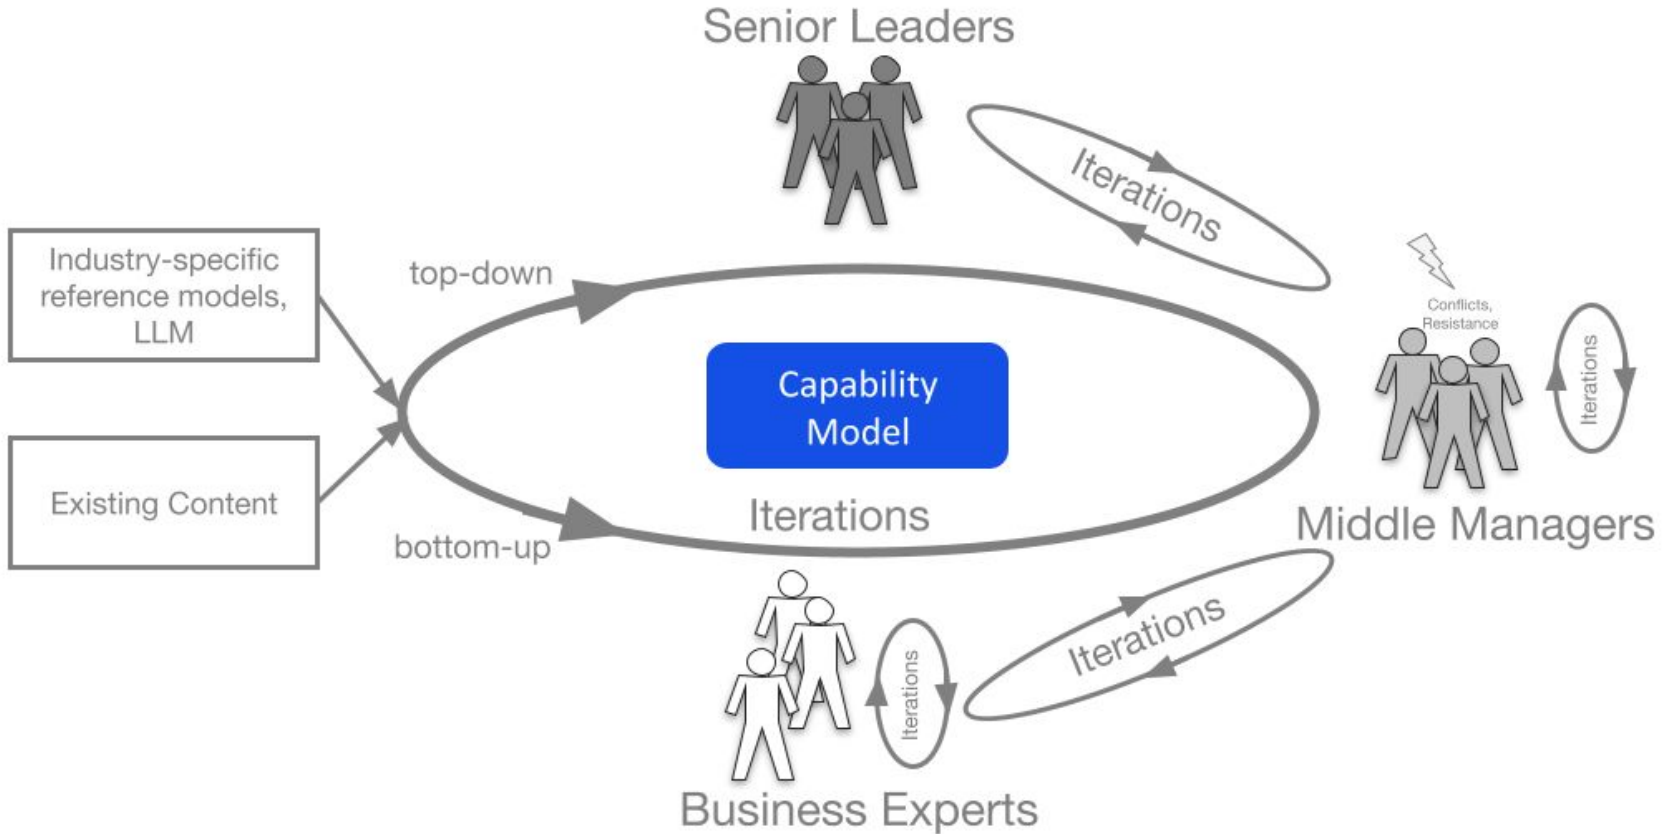 Senior Leaders
Iterations
Industry-specific
reference models,
LLM
top-down
Conflicts,
Resistance
Iterations
Capability
Model
Existing Content
Iterations
bottom-up
Middle Managers
Iterations
Iterations
Business Experts